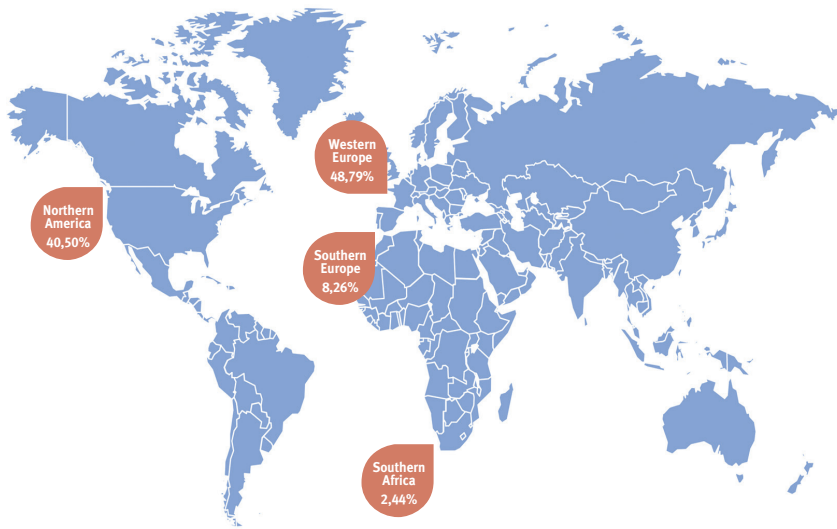 Western
Europe
48,79%
Northern
America
40,50%
Southern
Europe
8,26%
Southern
Africa
2,44%